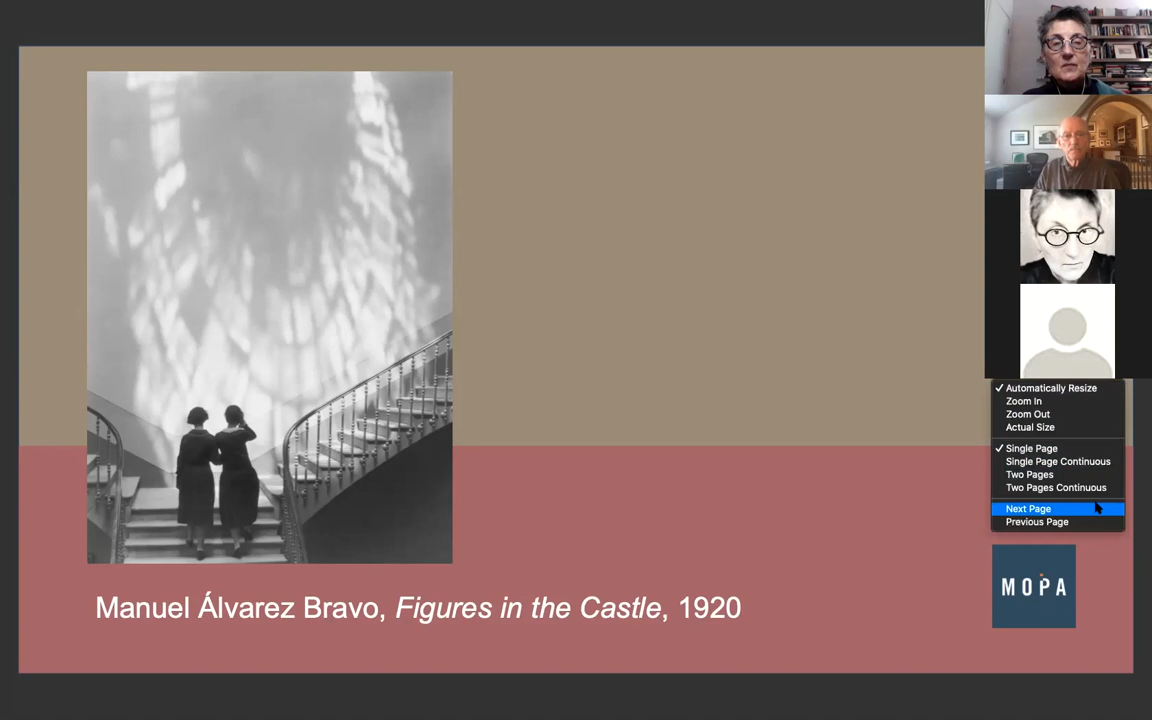 ✓ Automatically Resize
Zoom In
Zoom Out
Actual Size
✓ Single Page
Single Page Continuous
Two Pages
Two Pages Continuous
Next Page
Previous Page
MOPA
Manuel Álvarez Bravo, Figures in the Castle, 1920